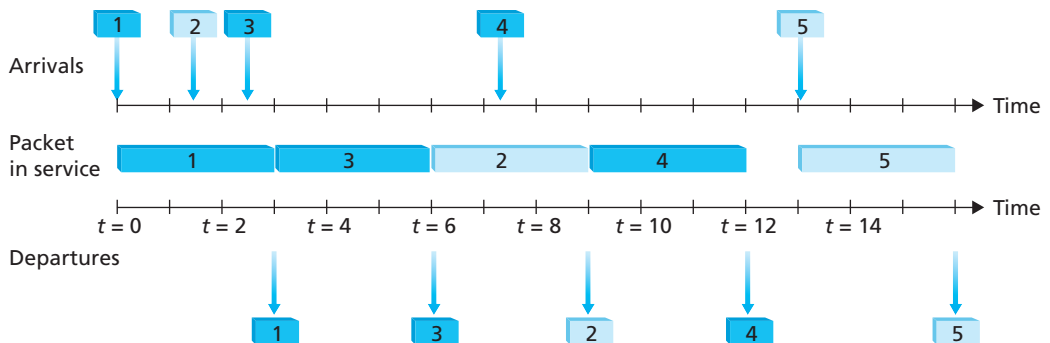 1 2 3 4 5
Arrivals
Time
Packet
in service
1 3 2 4 5
Time
t = 0 t = 2 t = 4 t = 6 t = 8 t = 10 t = 12 t = 14
Departures
1 3 2 4 5